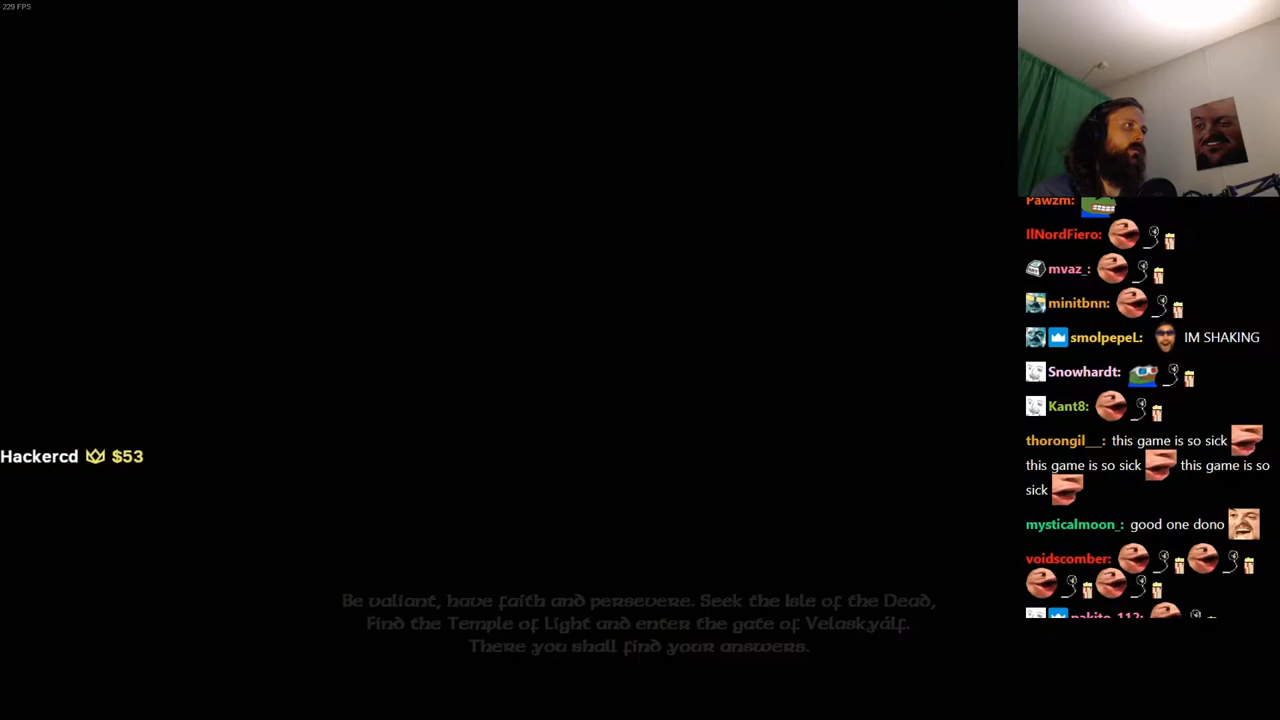 229 FPS
Pawzm:
IlNordFiero:
mvaz_:
minitbnn:
smolpepeL: IM SHAKING
Snowhardt:
Kant8:
Hackercd $53
thorongil__: this game is so sick
this game is so sick this game is so
sick
mysticalmoon_: good one dono
voidscomber:
nakito_112:
Be valiant, have faith and persevere. Seek the Isle of the Dead,
Find the Temple of Light and enter the gate of Velaskyálf.
There you shall find your answers.